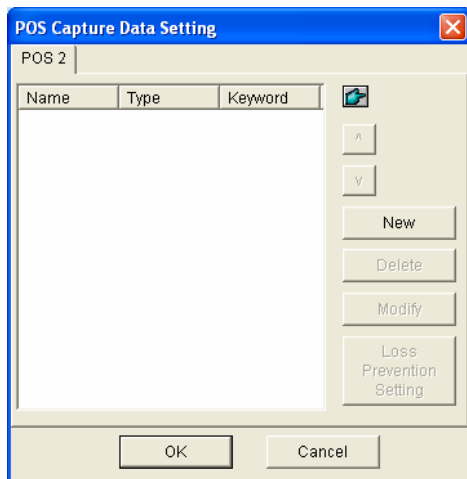 POS Capture Data Setting
POS 2
Name Type Keyword
^
v
New
Delete
Modify
Loss
Prevention
Setting
OK Cancel